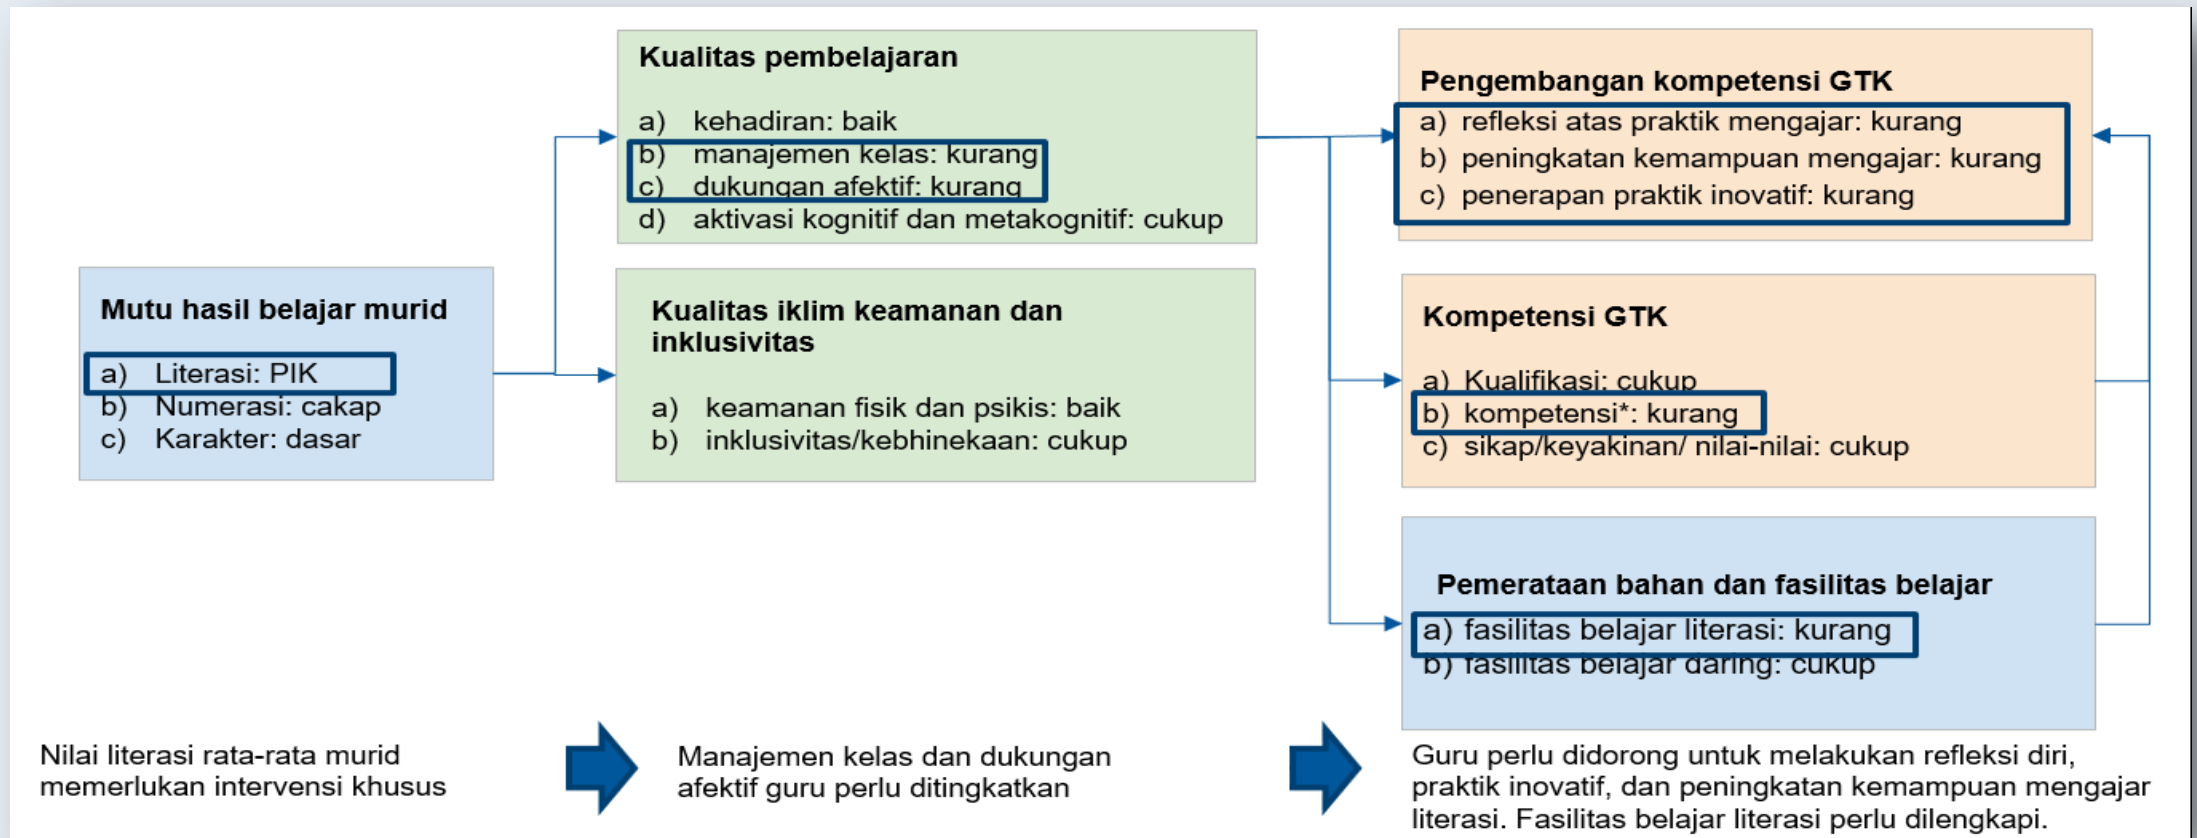 Mutu hasil belajar murid
a) Literasi: PIK
b) Numerasi: cakap
c) Karakter: dasar
Kualitas pembelajaran
a) kehadiran: baik
b) manajemen kelas: kurang
c) dukungan afektif: kurang
d) aktivasi kognitif dan metakognitif: cukup
Kualitas iklim keamanan dan
inklusivitas
a) keamanan fisik dan psikis: baik
b) inklusivitas/kebhinekaan: cukup
Pengembangan kompetensi GTK
a) refleksi atas praktik mengajar: kurang
b) peningkatan kemampuan mengajar: kurang
c) penerapan praktik inovatif: kurang
Kompetensi GTK
a) Kualifikasi: cukup
b) kompetensi*: kurang
c) sikap/keyakinan/ nilai-nilai: cukup
Pemerataan bahan dan fasilitas belajar
a) fasilitas belajar literasi: kurang
b) fasilitas belajar daring: cukup
Nilai literasi rata-rata murid
memerlukan intervensi khusus
Manajemen kelas dan dukungan
afektif guru perlu ditingkatkan
Guru perlu didorong untuk melakukan refleksi diri,
praktik inovatif, dan peningkatan kemampuan mengajar
literasi. Fasilitas belajar literasi perlu dilengkapi.